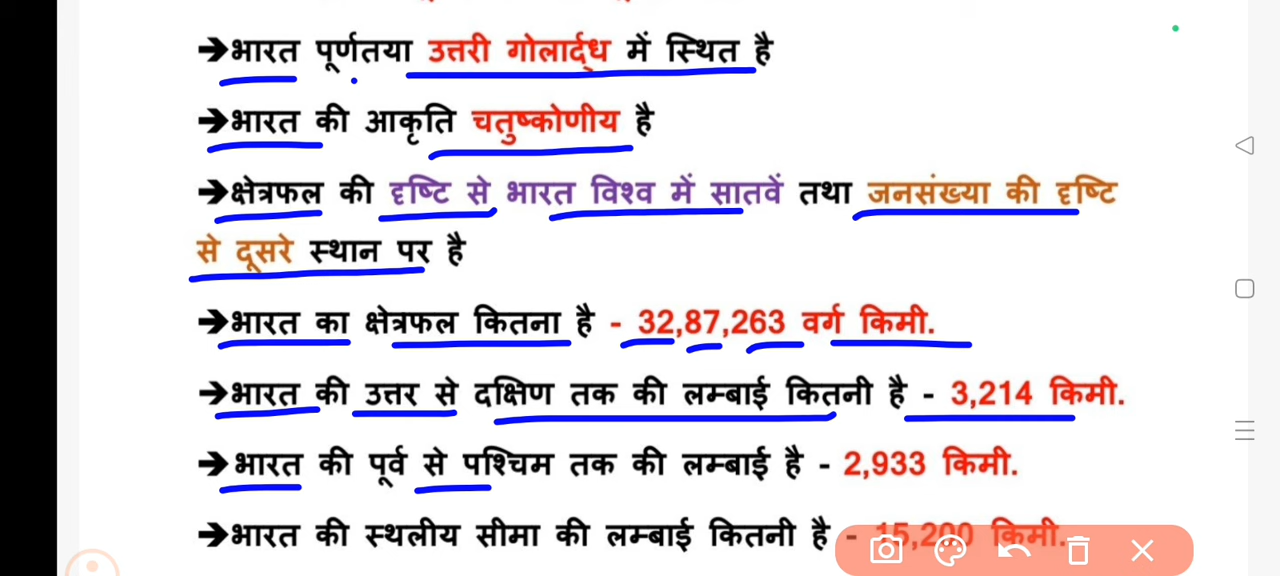 ➔भारत पूर्णतया उत्तरी गोलार्द्ध में स्थित है
➔भारत की आकृति चतुष्कोणीय है
➔क्षेत्रफल की दृष्टि से भारत विश्व में सातवें तथा जनसंख्या की दृष्टि
से दूसरे स्थान पर है
➔भारत का क्षेत्रफल कितना है - 32,87,263 वर्ग किमी.
➔भारत की उत्तर से दक्षिण तक की लम्बाई कितनी है - 3,214 किमी.
➔भारत की पूर्व से पश्चिम तक की लम्बाई है - 2,933 किमी.
➔भारत की स्थलीय सीमा की लम्बाई कितनी है - 15,200 किमी.